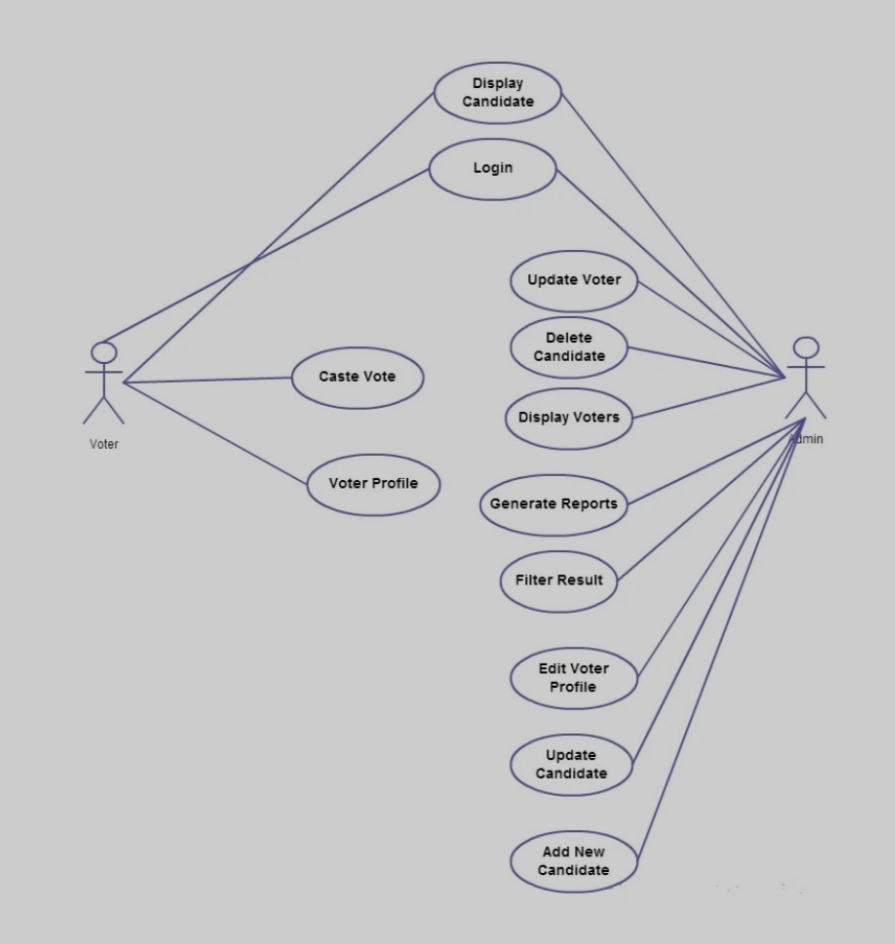 Display
Candidate
Login
Update Voter
Delete
Candidate
Caste Vote
Display Voters
Voter
Admin
Voter Profile
Generate Reports
Filter Result
Edit Voter
Profile
Update
Candidate
Add New
Candidate